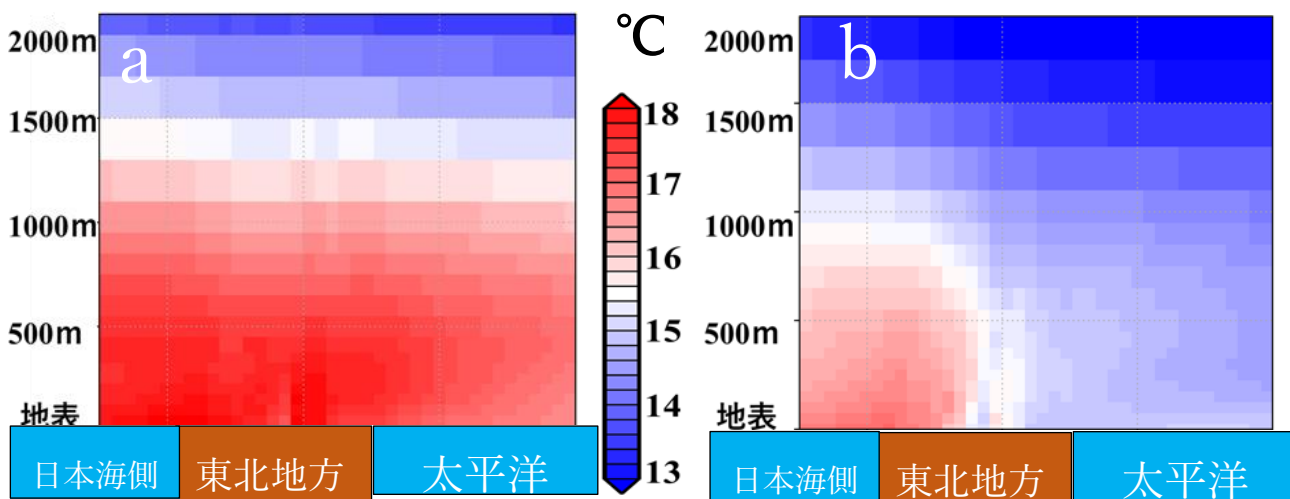 a
2000m
1500m
1000m
500m
地表
日本海側
東北地方
太平洋
℃
18
17
16
15
14
13
b
2000m
1500m
1000m
500m
地表
日本海側
東北地方
太平洋